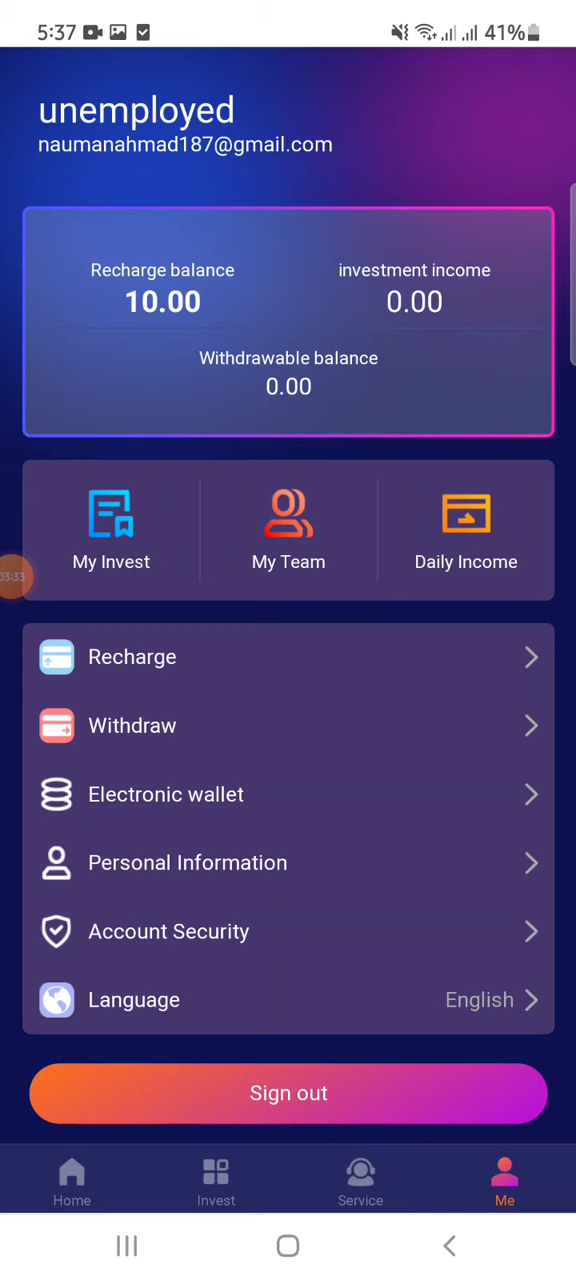 5:37 41%
unemployed
naumanahmad187@gmail.com
Recharge balance investment income
10.00 0.00
Withdrawable balance
0.00
My Invest My Team Daily Income
03:33
Recharge
Withdraw
Electronic wallet
Personal Information
Account Security
Language English
Sign out
Home Invest Service Me